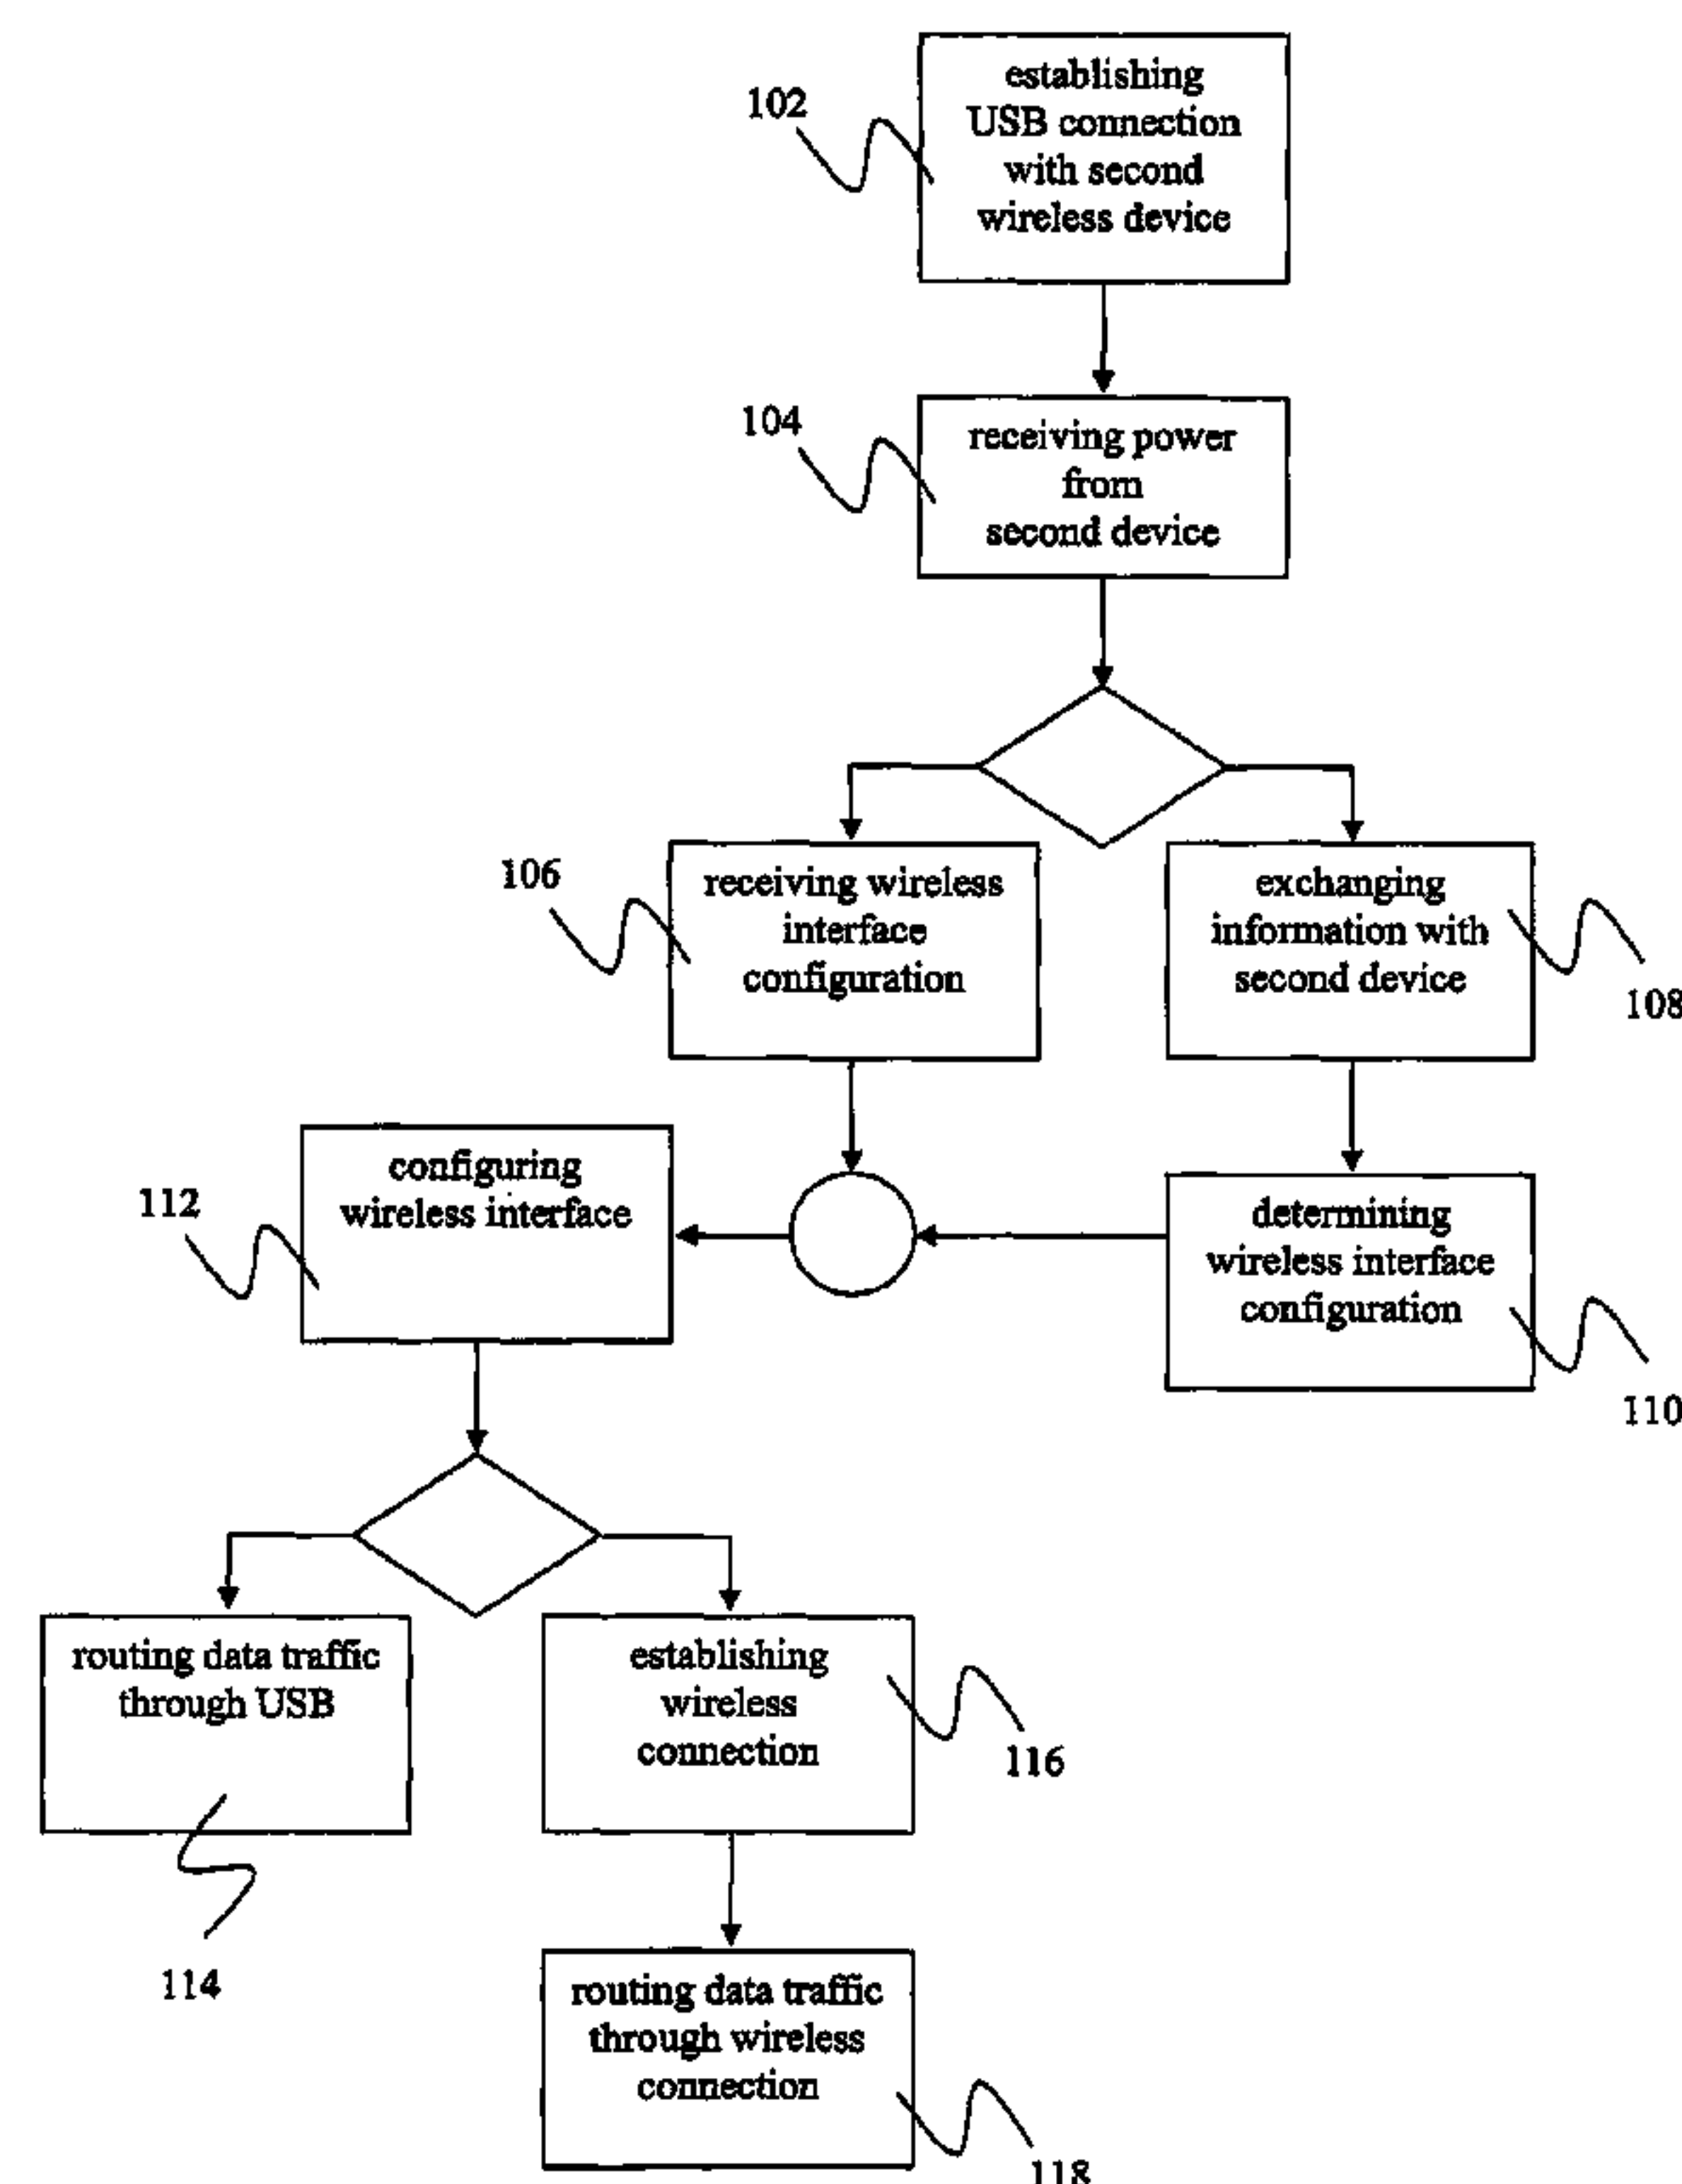 establishing
USB connection
with second
wireless device
102
receiving power
from
second device
104
receiving wireless
interface
configuration
106
exchanging
information with
second device
108
configuring
wireless interface
112
determining
wireless interface
configuration
110
routing data traffic
through USB
114
establishing
wireless
connection
116
routing data traffic
through wireless
connection
118